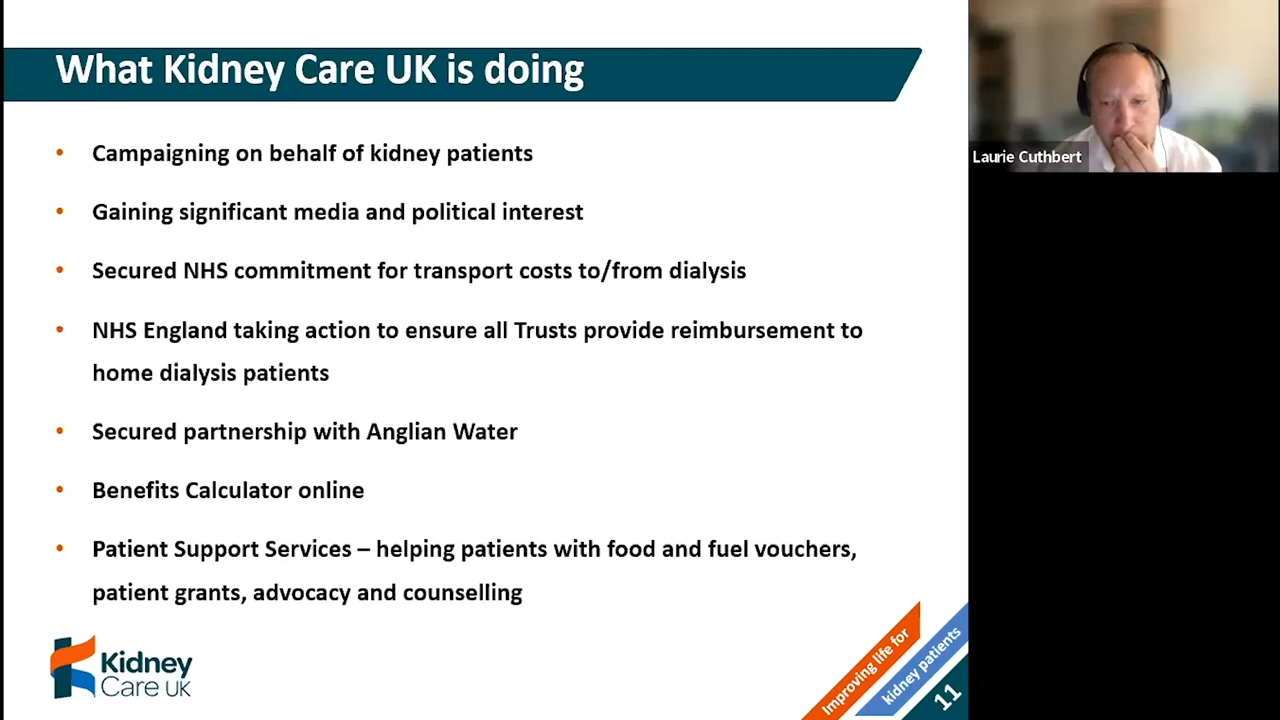 What Kidney Care UK is doing
• Campaigning on behalf of kidney patients
• Gaining significant media and political interest
• Secured NHS commitment for transport costs to/from dialysis
• NHS England taking action to ensure all Trusts provide reimbursement to
home dialysis patients
• Secured partnership with Anglian Water
• Benefits Calculator online
• Patient Support Services – helping patients with food and fuel vouchers,
patient grants, advocacy and counselling
Kidney
Care UK
Improving life for
kidney patients
11
Laurie Cuthbert